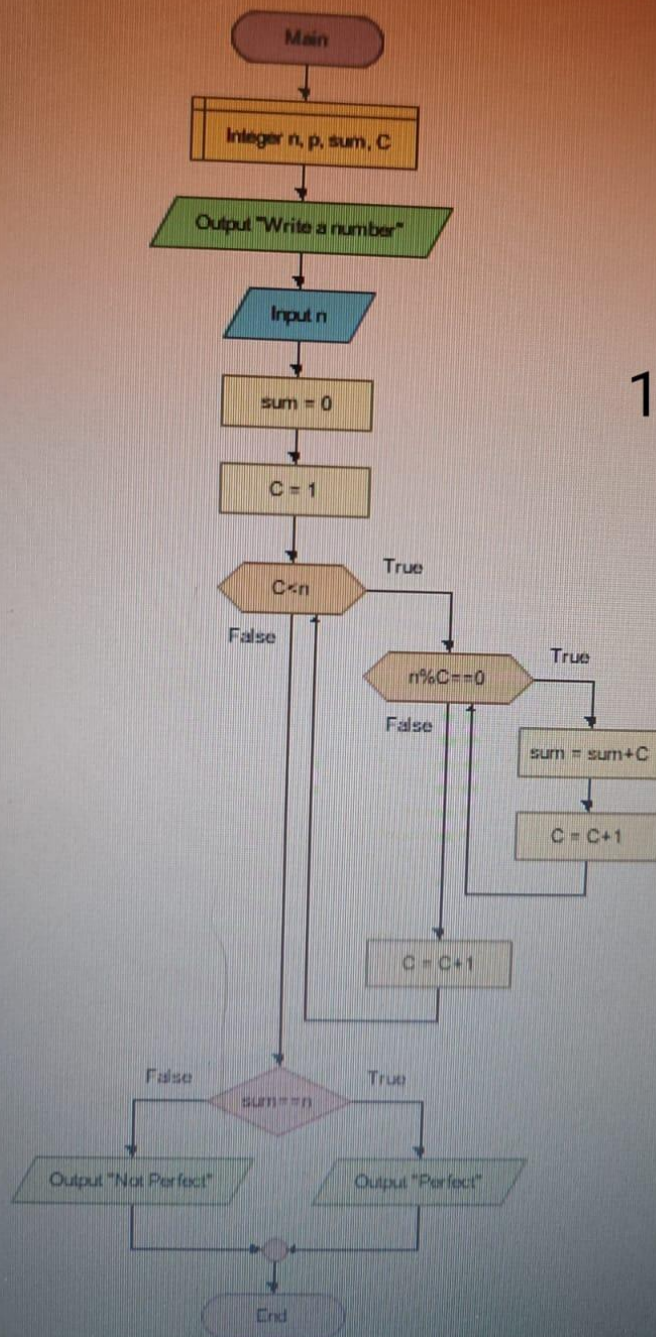 Main
Integer n, p, sum, C
Output "Write a number"
Input n
sum = 0
1
C = 1
C<n
True
False
n%C==0
True
False
sum = sum+C
C = C+1
C = C+1
sum==n
False
True
Output "Not Perfect"
Output "Perfect"
End